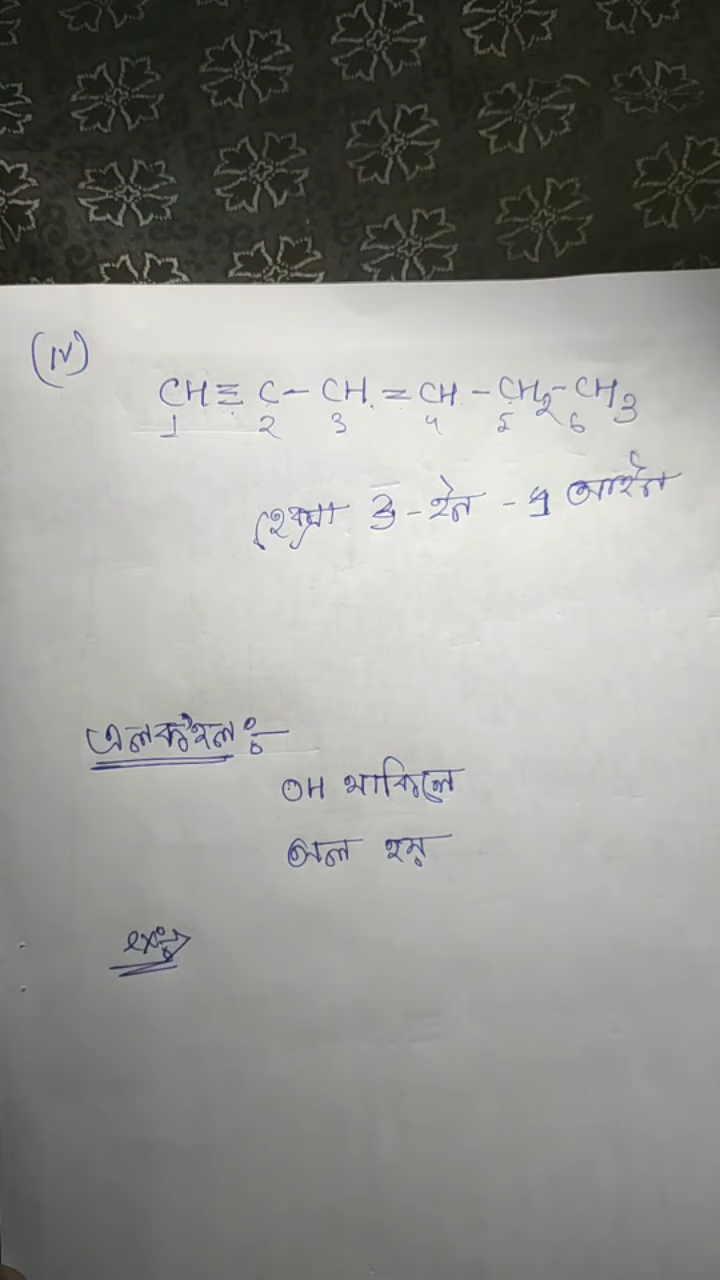 (IV)
CH≡C-CH=CH-CH₂-CH₃
1 2 3 4 5 6
হেক্সা 3-ইন-1 আইন
এলকহল:-
OH থাকিলে
অল হয়
ex: